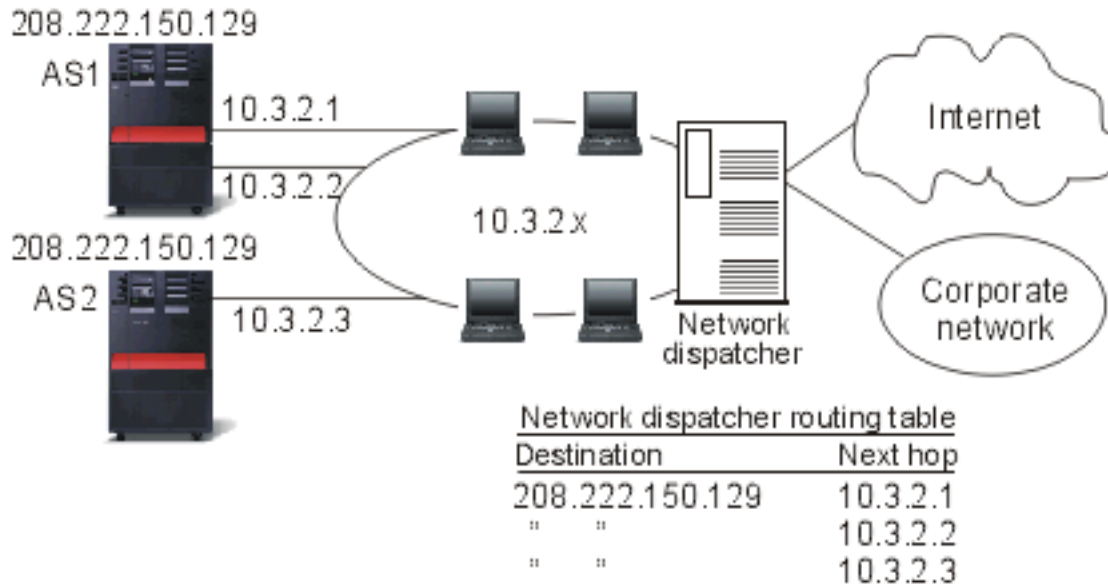 208.222.150.129
AS1
10.3.2.1
10.3.2.2
208.222.150.129
AS2
10.3.2.3
10.3.2.x
Network
dispatcher
Internet
Corporate
network
Network dispatcher routing table
Destination Next hop
208.222.150.129 10.3.2.1
" " 10.3.2.2
" " 10.3.2.3